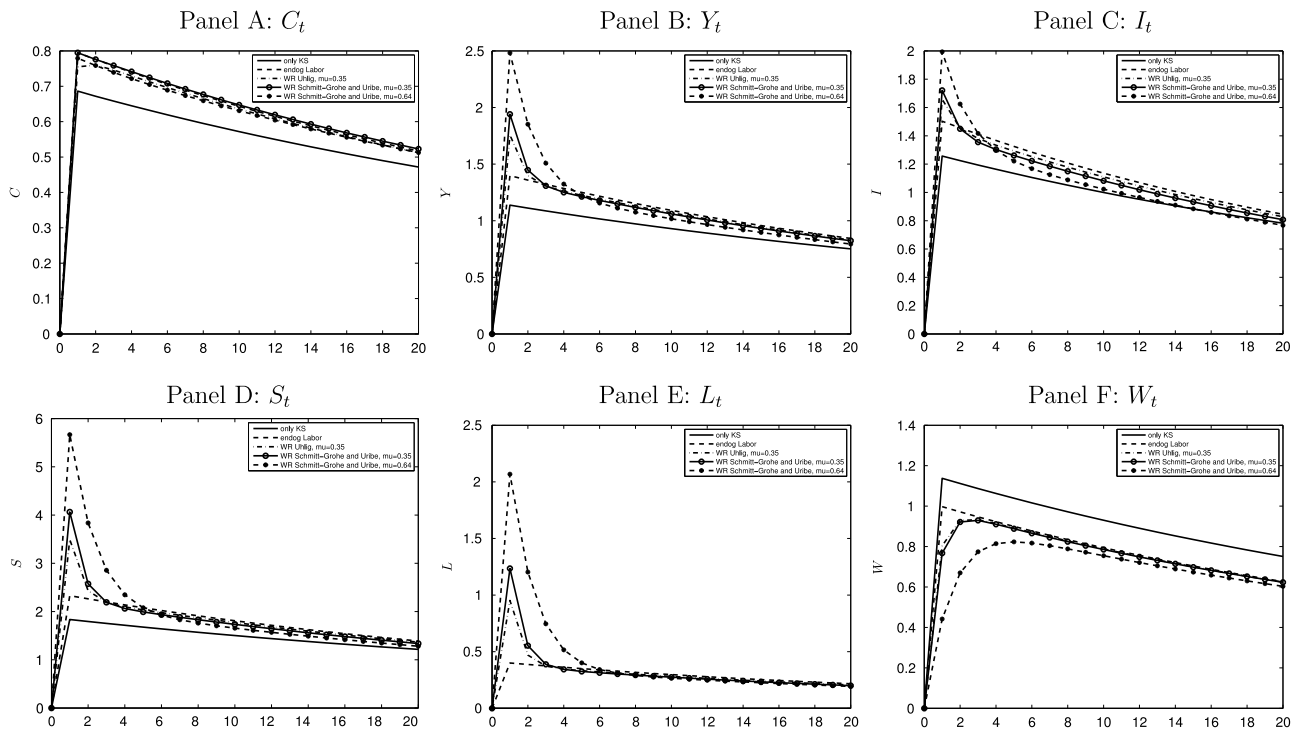 Panel A: Cₜ
Panel B: Yₜ
Panel C: Iₜ
0.8
0.7
0.6
0.5
0.4
0.3
0.2
0.1
0
C
0 2 4 6 8 10 12 14 16 18 20
only KS
endog Labor
WR Uhlig, mu=0.35
WR Schmitt-Grohe and Uribe, mu=0.35
WR Schmitt-Grohe and Uribe, mu=0.64
2.5
2
1.5
1
0.5
0
Y
0 2 4 6 8 10 12 14 16 18 20
only KS
endog Labor
WR Uhlig, mu=0.35
WR Schmitt-Grohe and Uribe, mu=0.35
WR Schmitt-Grohe and Uribe, mu=0.64
2
1.8
1.6
1.4
1.2
1
0.8
0.6
0.4
0.2
0
I
0 2 4 6 8 10 12 14 16 18 20
only KS
endog Labor
WR Uhlig, mu=0.35
WR Schmitt-Grohe and Uribe, mu=0.35
WR Schmitt-Grohe and Uribe, mu=0.64
Panel D: Sₜ
Panel E: Lₜ
Panel F: Wₜ
6
5
4
3
2
1
0
S
0 2 4 6 8 10 12 14 16 18 20
only KS
endog Labor
WR Uhlig, mu=0.35
WR Schmitt-Grohe and Uribe, mu=0.35
WR Schmitt-Grohe and Uribe, mu=0.64
2.5
2
1.5
1
0.5
0
L
0 2 4 6 8 10 12 14 16 18 20
only KS
endog Labor
WR Uhlig, mu=0.35
WR Schmitt-Grohe and Uribe, mu=0.35
WR Schmitt-Grohe and Uribe, mu=0.64
1.4
1.2
1
0.8
0.6
0.4
0.2
0
W
0 2 4 6 8 10 12 14 16 18 20
only KS
endog Labor
WR Uhlig, mu=0.35
WR Schmitt-Grohe and Uribe, mu=0.35
WR Schmitt-Grohe and Uribe, mu=0.64